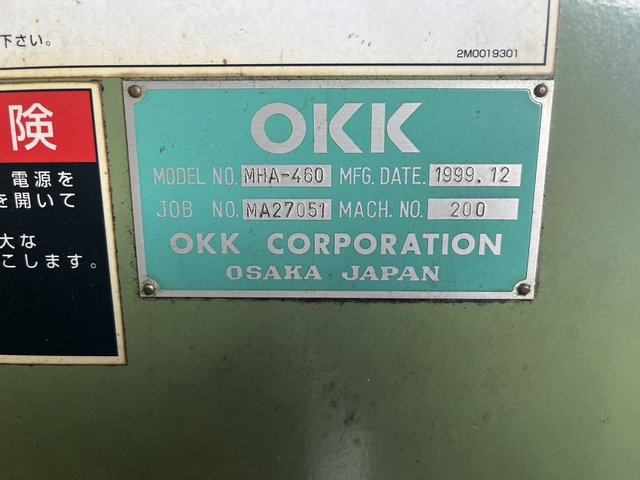 下さい。
2M0019301
険
電源を
を開いて
大な
こします。
OKK
MODEL NO. MHA-460 MFG. DATE. 1999.12
JOB NO. MA27051 MACH. NO. 200
OKK CORPORATION
OSAKA JAPAN